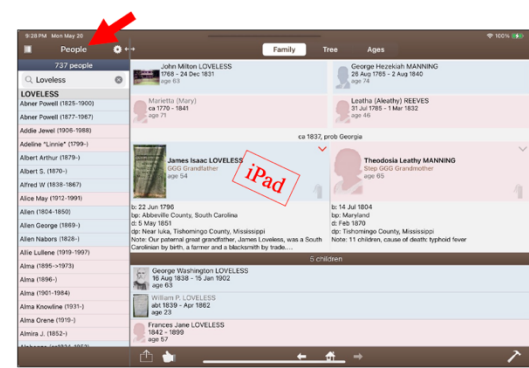 9:28 PM Mon May 20
100%
People
Family
Tree
Ages
737 people
Loveless
LOVELESS
Abner Powell (1825-1900)
Abner Powell (1877-1967)
Addie Jewel (1906-1988)
Adeline "Linnie" (1799-)
Albert Arthur (1879-)
Albert S. (1870-)
Alfred W (1838-1867)
Alice May (1912-1991)
Allen (1804-1850)
Allen George (1869-)
Allen Nabors (1828-)
Allie Lullene (1919-1997)
Alma (1895->1973)
Alma (1896-)
Alma (1901-1984)
Alma Knowline (1931-)
Alma Orene (1919-)
Almira J. (1852-)
John Milton LOVELESS
1768 - 24 Dec 1831
age 63
George Hezekiah MANNING
26 Aug 1765 - 2 Aug 1840
age 74
Marietta (Mary)
ca 1770 - 1841
age 71
Leatha (Aleathy) REEVES
31 Jul 1785 - 1 Mar 1832
age 46
ca 1837, prob Georgia
James Isaac LOVELESS
GGG Grandfather
age 54
iPad
Theodosia Leathy MANNING
Step GGG Grandmother
age 65
b: 22 Jun 1796
bp: Abbeville County, South Carolina
d: 5 May 1851
dp: Near Iuka, Tishomingo County, Mississippi
Note: Our paternal great grandfather, James Loveless, was a South
Carolinian by birth, a farmer and a blacksmith by trade....
b: 14 Jul 1804
bp: Maryland
d: Feb 1870
dp: Tishomingo County, Mississippi
Note: 11 children, cause of death: typhoid fever
5 children
George Washington LOVELESS
16 Aug 1838 - 15 Jan 1902
age 63
William P. LOVELESS
abt 1839 - Apr 1862
age 23
Frances Jane LOVELESS
1842 - 1899
age 57